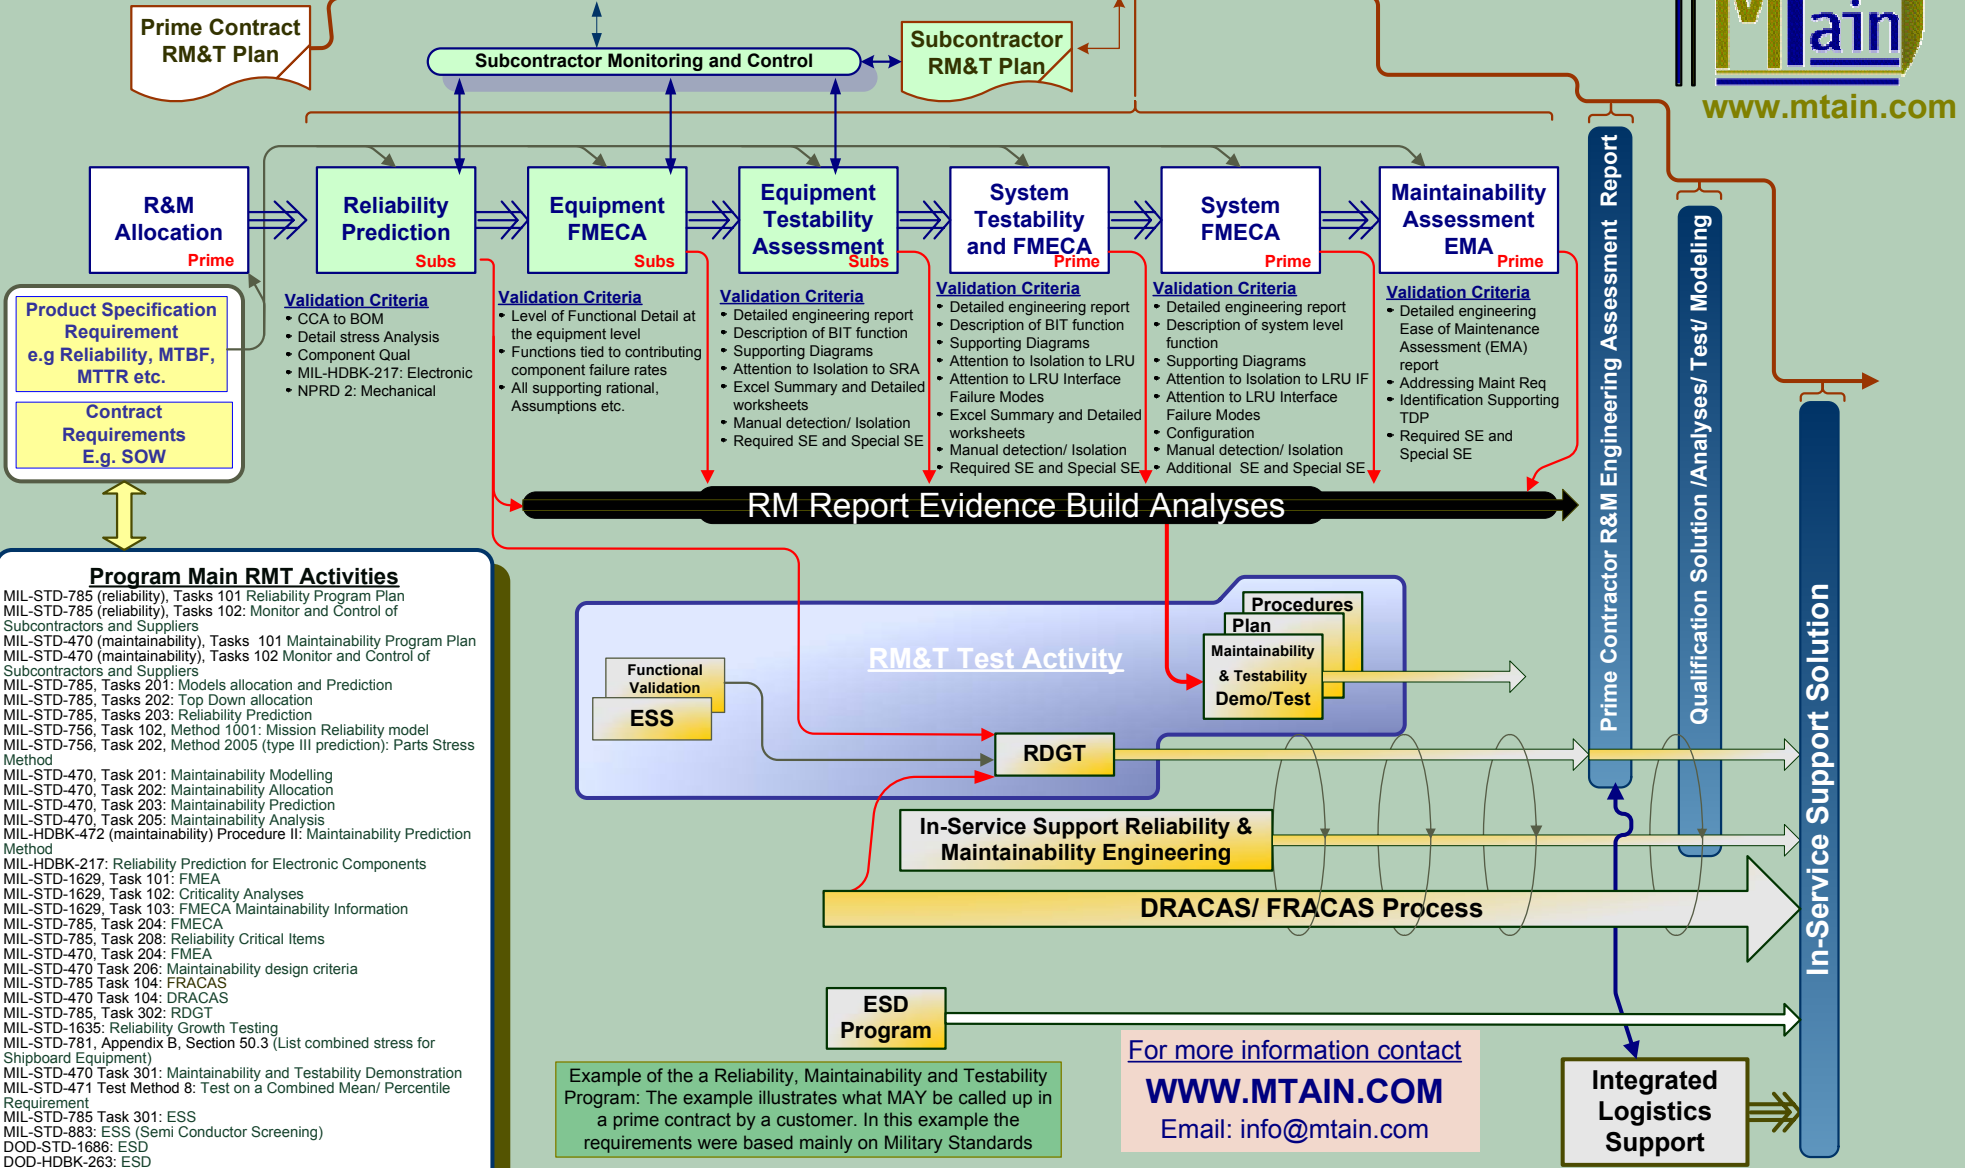 Prime Contract
RM&T Plan
Subcontractor Monitoring and Control
Subcontractor
RM&T Plan
MTain
www.mtain.com
R&M
Allocation
Prime
Reliability
Prediction
Subs
Equipment
FMECA
Subs
Equipment
Testability
Assessment
Subs
System
Testability
and FMECA
Prime
System
FMECA
Prime
Maintainability
Assessment
EMA
Prime
Product Specification
Requirement
e.g Reliability, MTBF,
MTTR etc.
Contract
Requirements
E.g. SOW
Validation Criteria
CCA to BOM
Detail stress Analysis
Component Qual
MIL-HDBK-217: Electronic
NPRD 2: Mechanical
Validation Criteria
Level of Functional Detail at
the equipment level
Functions tied to contributing
component failure rates
All supporting rational,
Assumptions etc.
Validation Criteria
Detailed engineering report
Description of BIT function
Supporting Diagrams
Attention to Isolation to SRA
Excel Summary and Detailed
worksheets
Manual detection/ Isolation
Required SE and Special SE
Validation Criteria
Detailed engineering report
Description of BIT function
Supporting Diagrams
Attention to Isolation to LRU
Attention to LRU Interface
Failure Modes
Excel Summary and Detailed
worksheets
Manual detection/ Isolation
Required SE and Special SE
Validation Criteria
Detailed engineering report
Description of system level
function
Supporting Diagrams
Attention to Isolation to LRU IF
Attention to LRU Interface
Failure Modes
Configuration
Manual detection/ Isolation
Additional SE and Special SE
Validation Criteria
Detailed engineering
Ease of Maintenance
Assessment (EMA)
report
Addressing Maint Req
Identification Supporting
TDP
Required SE and
Special SE
RM Report Evidence Build Analyses
Prime Contractor R&M Engineering Assessment Report
Qualification Solution /Analyses/ Test/ Modeling
In-Service Support Solution
Program Main RMT Activities
MIL-STD-785 (reliability), Tasks 101 Reliability Program Plan
MIL-STD-785 (reliability), Tasks 102: Monitor and Control of
Subcontractors and Suppliers
MIL-STD-470 (maintainability), Tasks 101 Maintainability Program Plan
MIL-STD-470 (maintainability), Tasks 102 Monitor and Control of
Subcontractors and Suppliers
MIL-STD-785, Tasks 201: Models allocation and Prediction
MIL-STD-785, Tasks 202: Top Down allocation
MIL-STD-785, Tasks 203: Reliability Prediction
MIL-STD-756, Task 102, Method 1001: Mission Reliability model
MIL-STD-756, Task 202, Method 2005 (type III prediction): Parts Stress
Method
MIL-STD-470, Task 201: Maintainability Modelling
MIL-STD-470, Task 202: Maintainability Allocation
MIL-STD-470, Task 203: Maintainability Prediction
MIL-STD-470, Task 205: Maintainability Analysis
MIL-HDBK-472 (maintainability) Procedure II: Maintainability Prediction
Method
MIL-HDBK-217: Reliability Prediction for Electronic Components
MIL-STD-1629, Task 101: FMEA
MIL-STD-1629, Task 102: Criticality Analyses
MIL-STD-1629, Task 103: FMECA Maintainability Information
MIL-STD-785, Task 204: FMECA
MIL-STD-785, Task 208: Reliability Critical Items
MIL-STD-470, Task 204: FMEA
MIL-STD-470 Task 206: Maintainability design criteria
MIL-STD-785 Task 104: FRACAS
MIL-STD-470 Task 104: DRACAS
MIL-STD-785, Task 302: RDGT
MIL-STD-1635: Reliability Growth Testing
MIL-STD-781, Appendix B, Section 50.3 (List combined stress for
Shipboard Equipment)
MIL-STD-470 Task 301: Maintainability and Testability Demonstration
MIL-STD-471 Test Method 8: Test on a Combined Mean/ Percentile
Requirement
MIL-STD-785 Task 301: ESS
MIL-STD-883: ESS (Semi Conductor Screening)
DOD-STD-1686: ESD
DOD-HDBK-263: ESD
RM&T Test Activity
Functional
Validation
ESS
Procedures
Plan
Maintainability
& Testability
Demo/Test
RDGT
In-Service Support Reliability &
Maintainability Engineering
DRACAS/ FRACAS Process
ESD
Program
Example of the a Reliability, Maintainability and Testability
Program: The example illustrates what MAY be called up in
a prime contract by a customer. In this example the
requirements were based mainly on Military Standards
For more information contact
WWW.MTAIN.COM
Email: info@mtain.com
Integrated
Logistics
Support